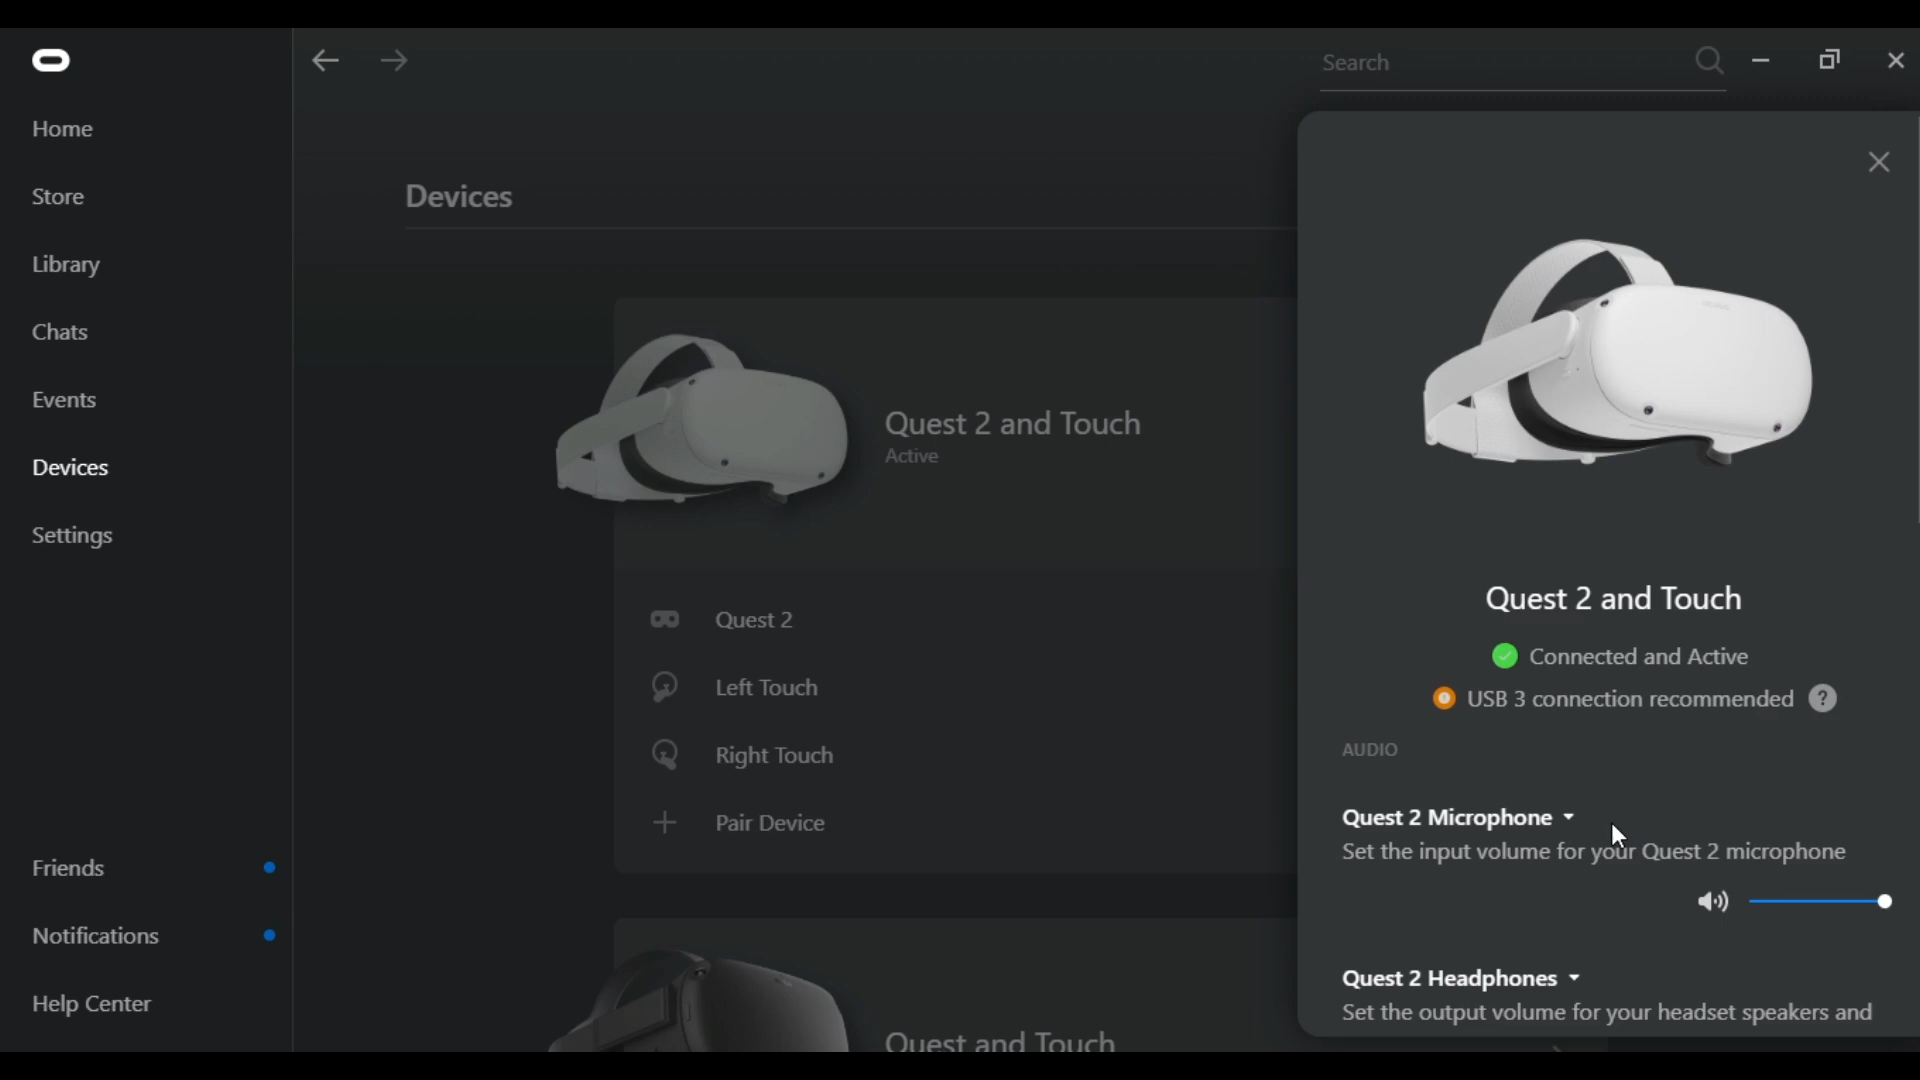 Search
Home
Store
Library
Chats
Events
Devices
Settings
Friends
Notifications
Help Center
Devices
Quest 2 and Touch
Active
Quest 2
Left Touch
Right Touch
Pair Device
Quest and Touch
Quest 2 and Touch
Connected and Active
USB 3 connection recommended ?
AUDIO
Quest 2 Microphone
Set the input volume for your Quest 2 microphone
Quest 2 Headphones
Set the output volume for your headset speakers and